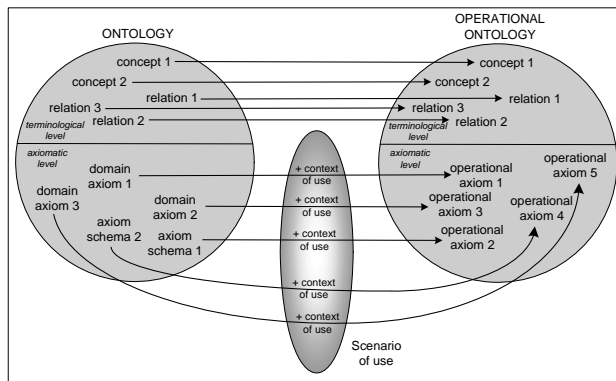 ONTOLOGY
concept 1
concept 2
relation 1
relation 3
relation 2
terminological
level
axiomatic
level
domain
axiom 1
domain
axiom 3
domain
axiom 2
axiom
schema 2
axiom
schema 1
+ context
of use
+ context
of use
+ context
of use
+ context
of use
+ context
of use
Scenario
of use
OPERATIONAL
ONTOLOGY
concept 1
concept 2
relation 1
relation 3
relation 2
terminological
level
axiomatic
level
operational
axiom 5
operational
axiom 1
operational
axiom 3
operational
axiom 4
operational
axiom 2